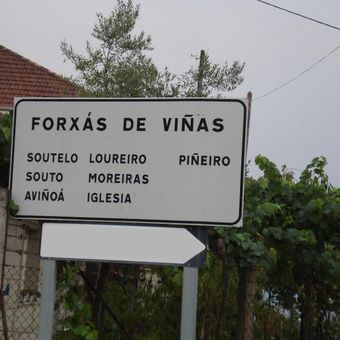 FORXÁS DE VIÑAS
SOUTELO LOUREIRO PIÑEIRO
SOUTO MOREIRAS
AVIÑOÁ IGLESIA